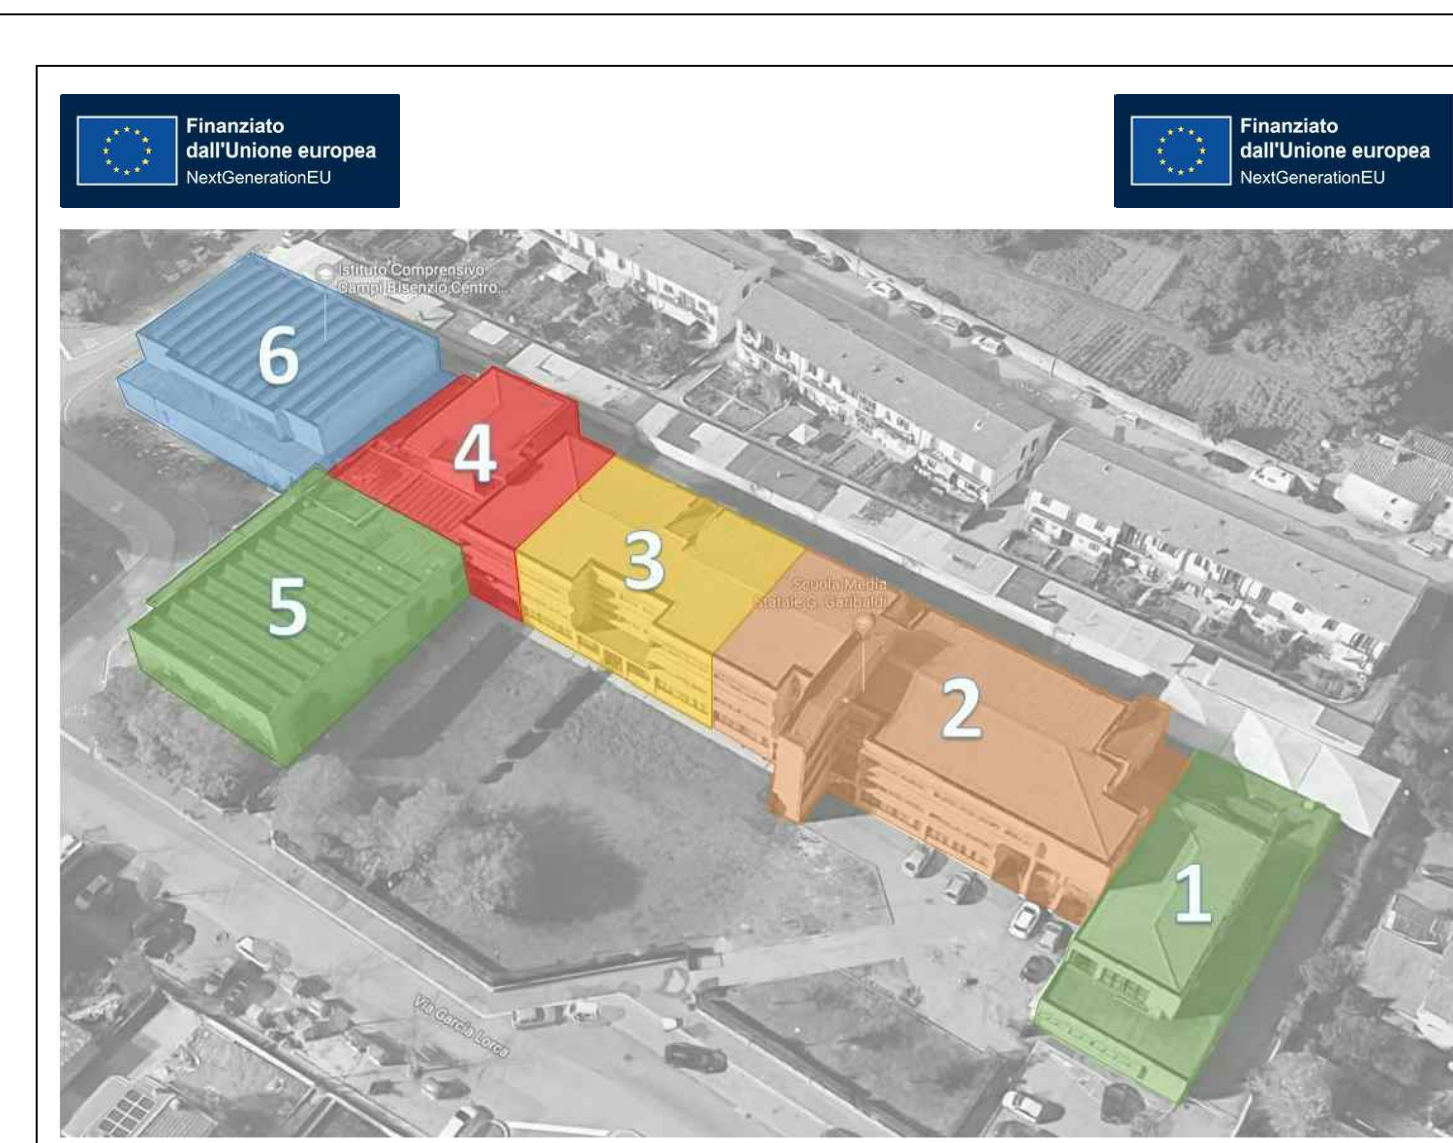 Finanziato
dall'Unione europea
NextGenerationEU
Finanziato
dall'Unione europea
NextGenerationEU
Istituto Comprensivo
Campi Bisenzio Centro...
6
4
3
Scuola Media
Statale G. Garibaldi
5
2
1
Via Garcia Lorca